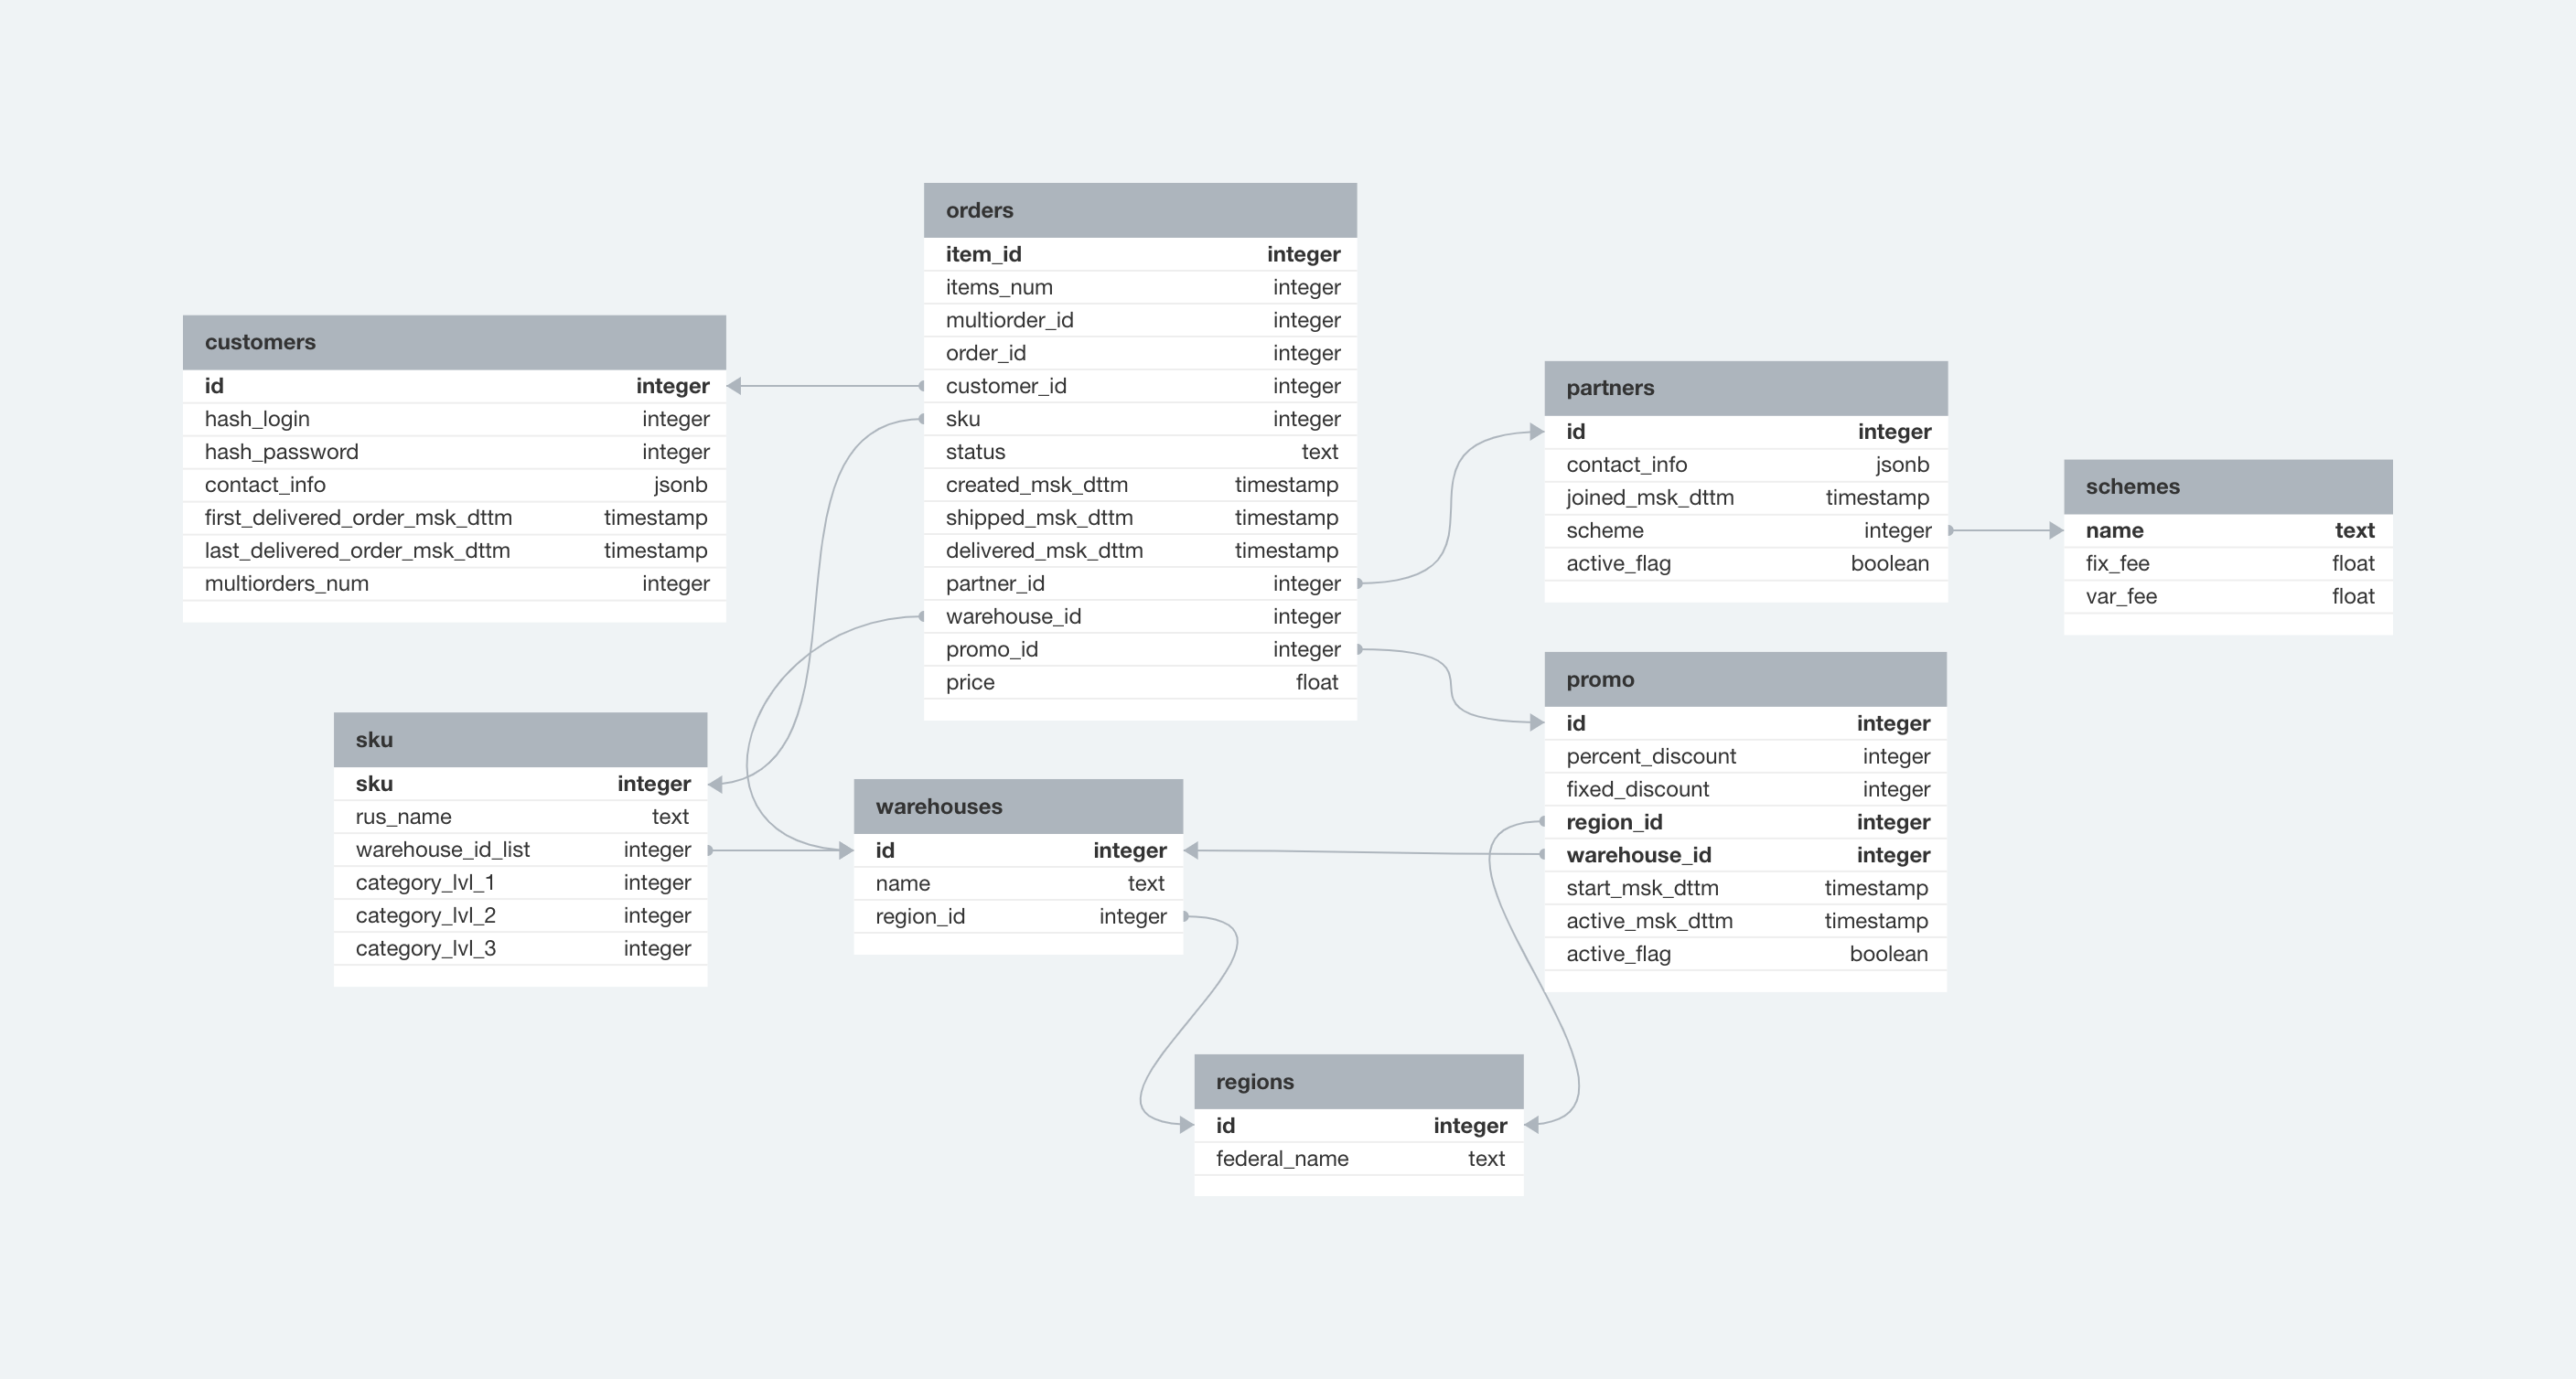 orders
item_id integer
items_num integer
multiorder_id integer
order_id integer
customer_id integer
sku integer
status text
created_msk_dttm timestamp
shipped_msk_dttm timestamp
delivered_msk_dttm timestamp
partner_id integer
warehouse_id integer
promo_id integer
price float
customers
id integer
hash_login integer
hash_password integer
contact_info jsonb
first_delivered_order_msk_dttm timestamp
last_delivered_order_msk_dttm timestamp
multiorders_num integer
partners
id integer
contact_info jsonb
joined_msk_dttm timestamp
scheme integer
active_flag boolean
schemes
name text
fix_fee float
var_fee float
promo
id integer
percent_discount integer
fixed_discount integer
region_id integer
warehouse_id integer
start_msk_dttm timestamp
active_msk_dttm timestamp
active_flag boolean
sku
sku integer
rus_name text
warehouse_id_list integer
category_lvl_1 integer
category_lvl_2 integer
category_lvl_3 integer
warehouses
id integer
name text
region_id integer
regions
id integer
federal_name text